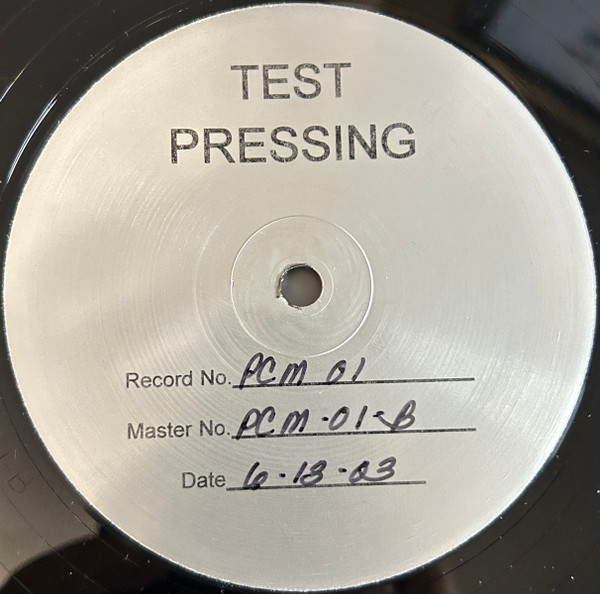 TEST
PRESSING
Record No. PCM 01
Master No. PCM-01-B
Date 6-13-03